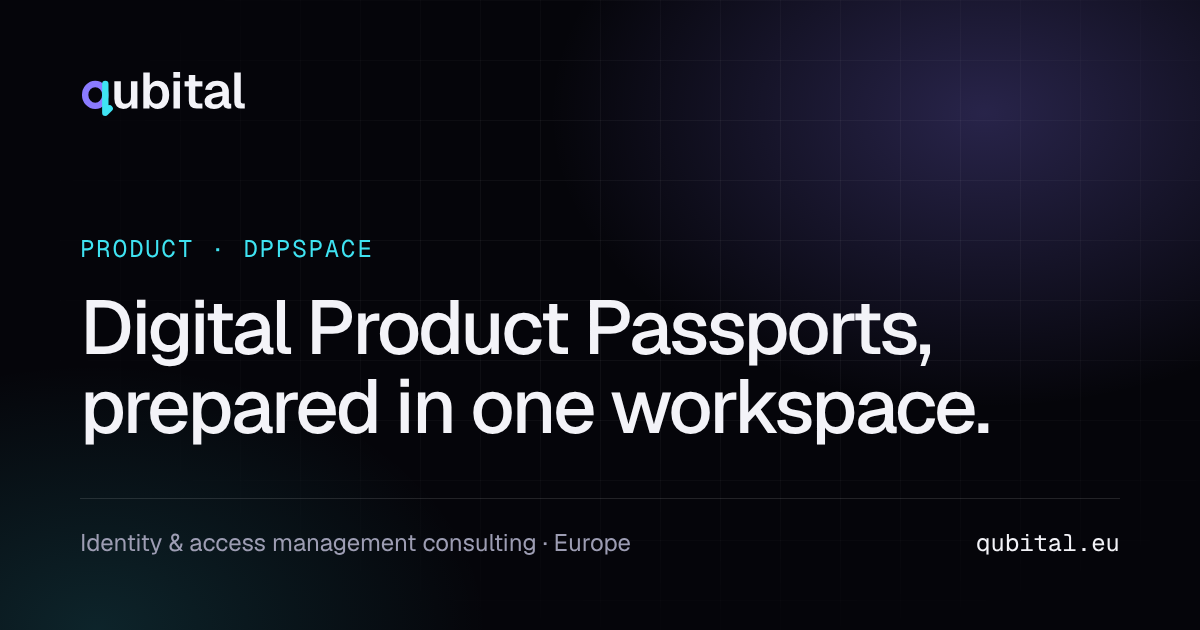 qubital
PRODUCT · DPPSPACE
Digital Product Passports,
prepared in one workspace.
Identity & access management consulting · Europe
qubital.eu